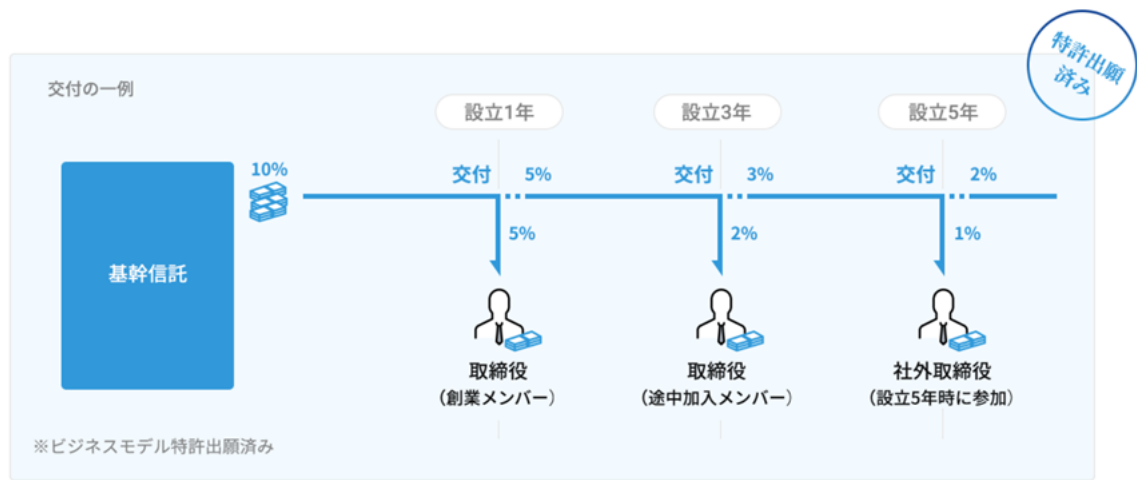 特許出願
済み
交付の一例
設立1年
設立3年
設立5年
10%
交付 5%
交付 3%
交付 2%
5%
2%
1%
基幹信託
取締役
(創業メンバー)
取締役
(途中加入メンバー)
社外取締役
(設立5年時に参加)
※ビジネスモデル特許出願済み